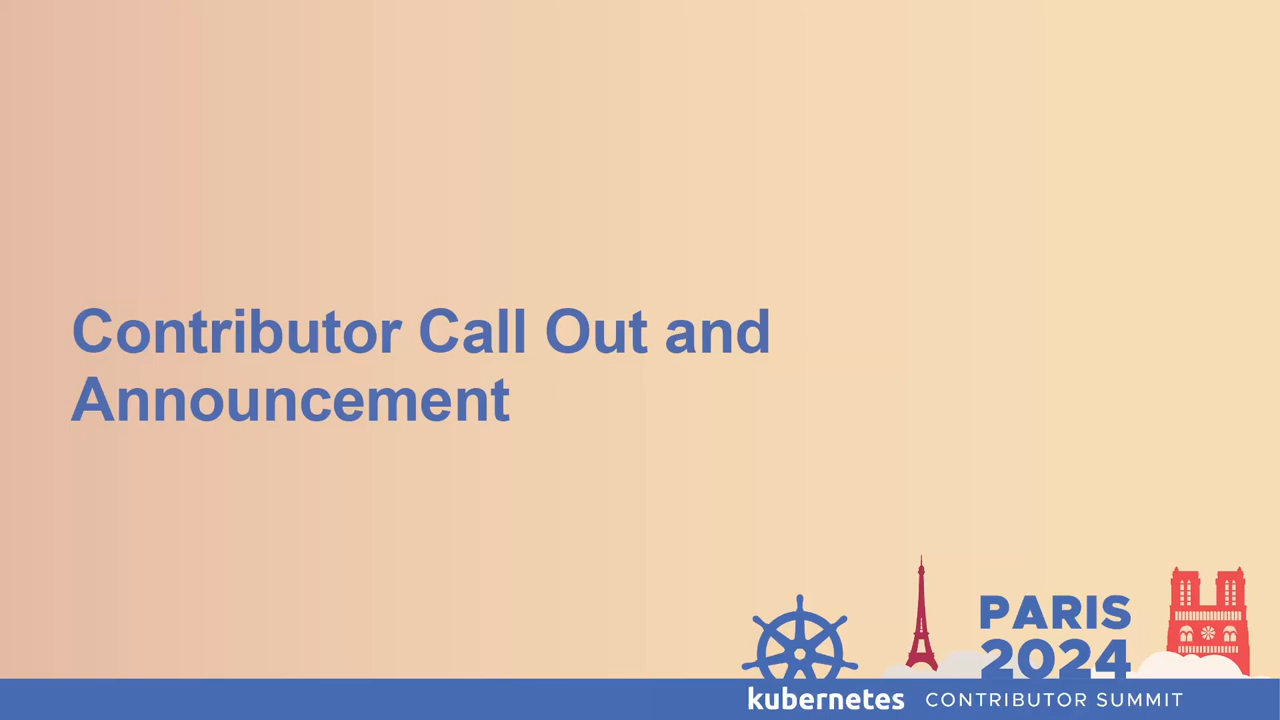 Contributor Call Out and
Announcement
PARIS
2024
kubernetes CONTRIBUTOR SUMMIT